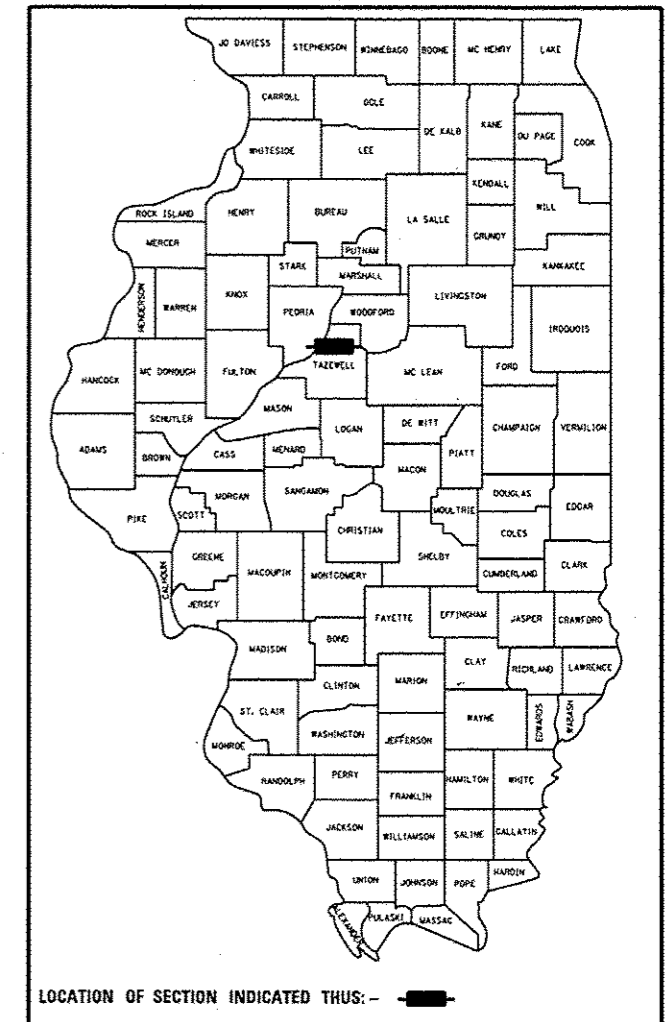 JO DAVIESS STEPHENSON WINNEBAGO BOONE MC HENRY LAKE
CARROLL OGLE DE KALB KANE DU PAGE COOK
WHITESIDE LEE KENDALL WILL
ROCK ISLAND HENRY BUREAU LA SALLE GRUNDY
MERCER PUTNAM KANKAKEE
STARK MARSHALL
HENDERSON WARREN KNOX PEORIA WOODFORD LIVINGSTON IROQUOIS
HANCOCK MC DONOUGH FULTON TAZEWELL MC LEAN FORD
SCHUYLER MASON LOGAN DE WITT CHAMPAIGN VERMILION
ADAMS BROWN CASS MENARD MACON PIATT
PIKE SCOTT MORGAN SANGAMON MOULTRIE DOUGLAS EDGAR
CHRISTIAN COLES
CALHOUN GREENE MACOUPIN MONTGOMERY SHELBY CUMBERLAND CLARK
JERSEY FAYETTE EFFINGHAM JASPER CRAWFORD
MADISON BOND CLAY RICHLAND LAWRENCE
CLINTON MARION
ST. CLAIR WASHINGTON JEFFERSON WAYNE EDWARDS WABASH
MONROE
RANDOLPH PERRY FRANKLIN HAMILTON WHITE
JACKSON WILLIAMSON SALINE GALLATIN
UNION JOHNSON POPE HARDIN
ALEXANDER PULASKI MASSAC
LOCATION OF SECTION INDICATED THUS:-